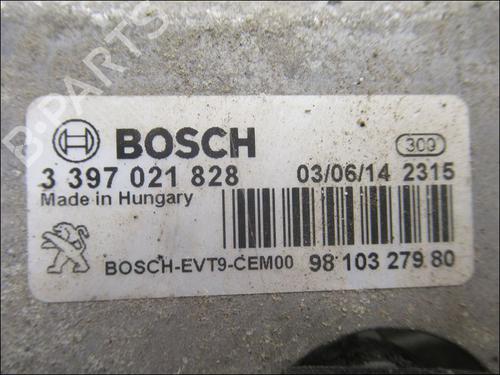 B-PARTS
BOSCH 309
3 397 021 828 03/06/14 2315
Made in Hungary
BOSCH-EVT9-CEM00 98 103 279 80